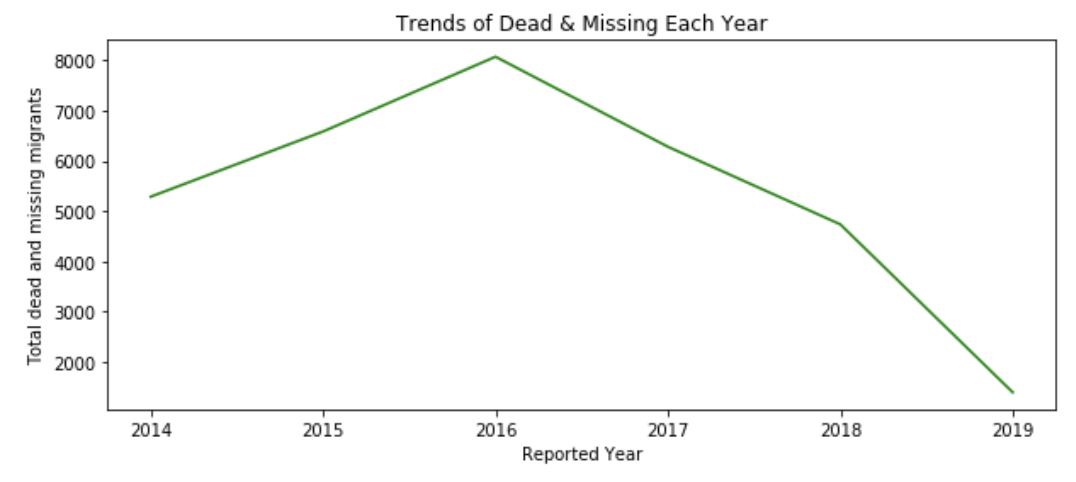 Trends of Dead & Missing Each Year
Total dead and missing migrants
8000
7000
6000
5000
4000
3000
2000
2014 2015 2016 2017 2018 2019
Reported Year